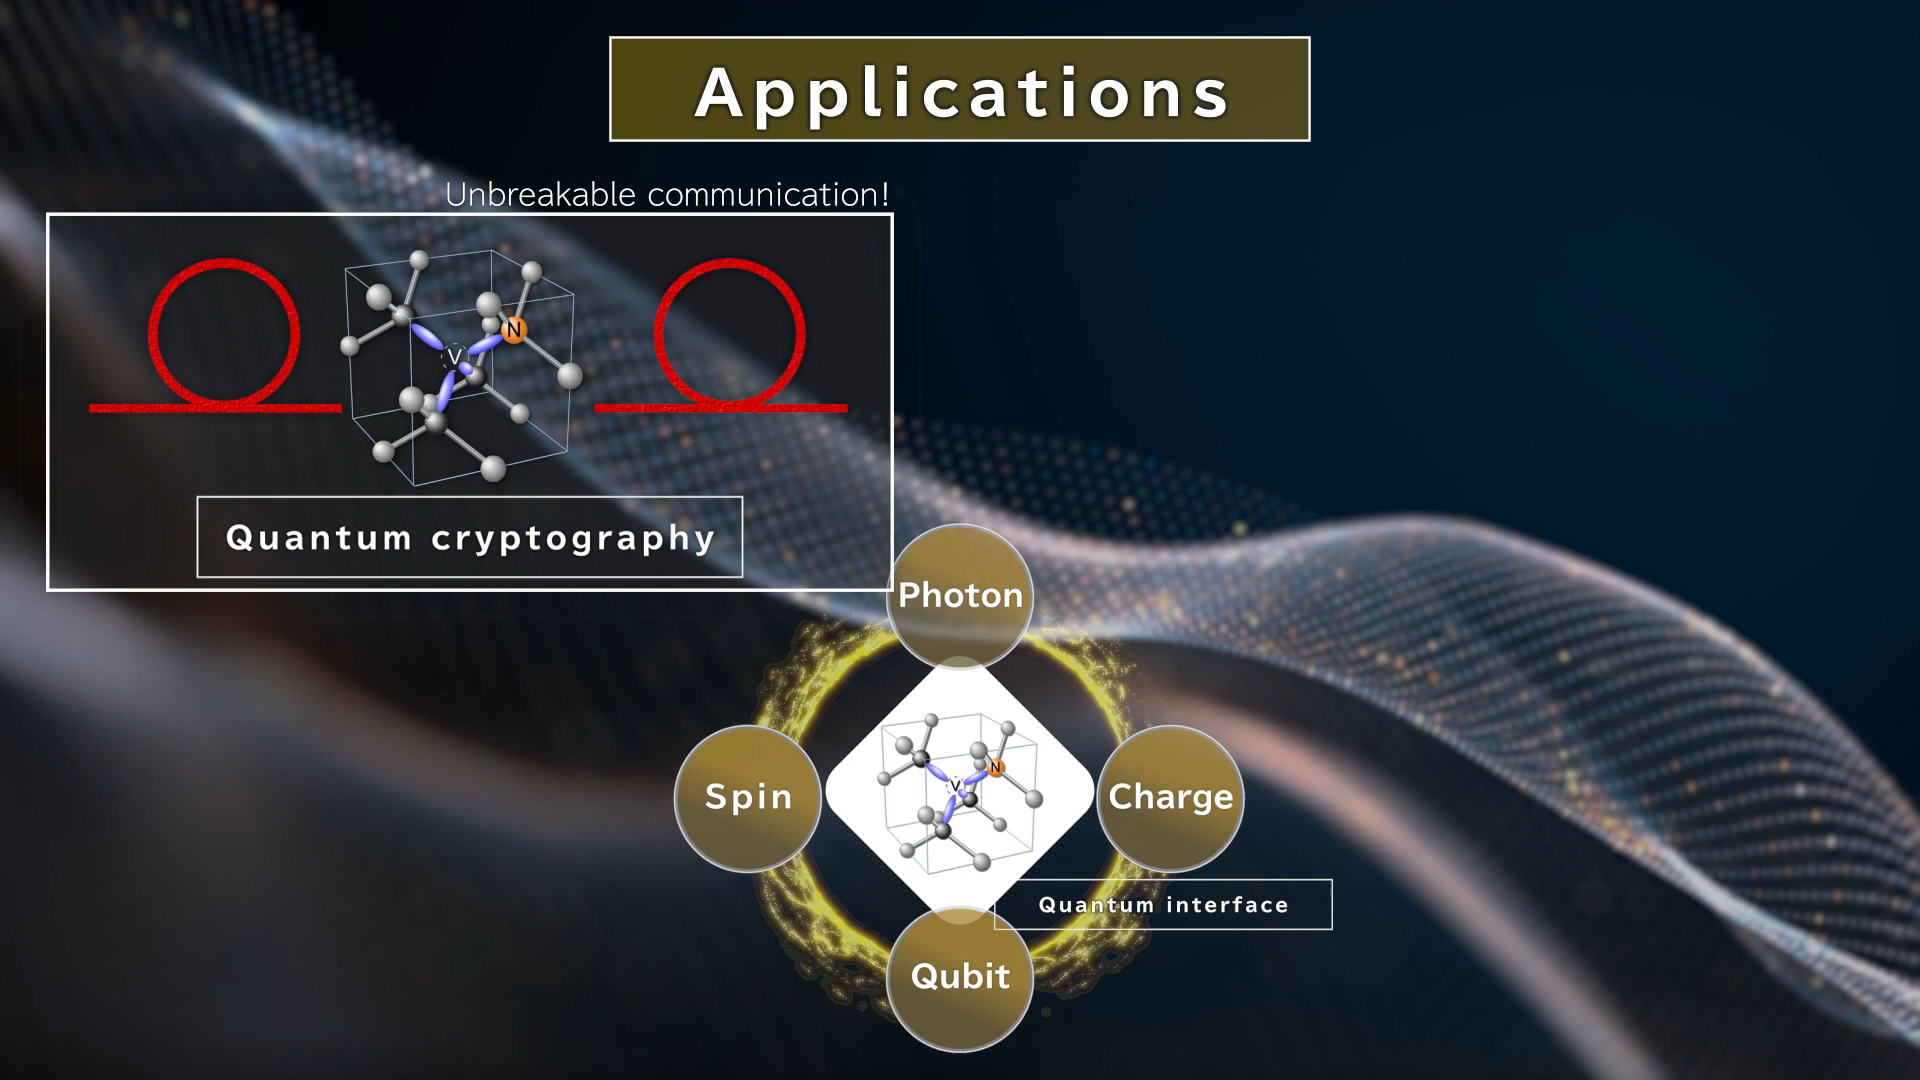 Applications
Unbreakable communication!
N
V
Quantum cryptography
Photon
N
V
Spin
Charge
Quantum interface
Qubit